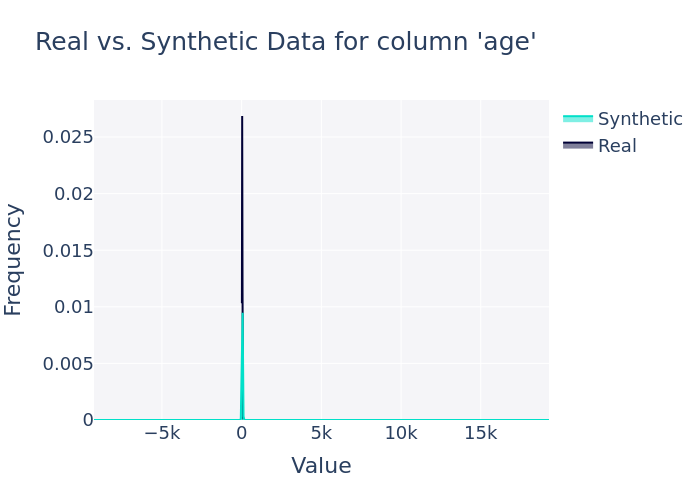 Real vs. Synthetic Data for column 'age'
Synthetic
Real
Frequency
0.025
0.02
0.015
0.01
0.005
0
−5k
0
5k
10k
15k
Value